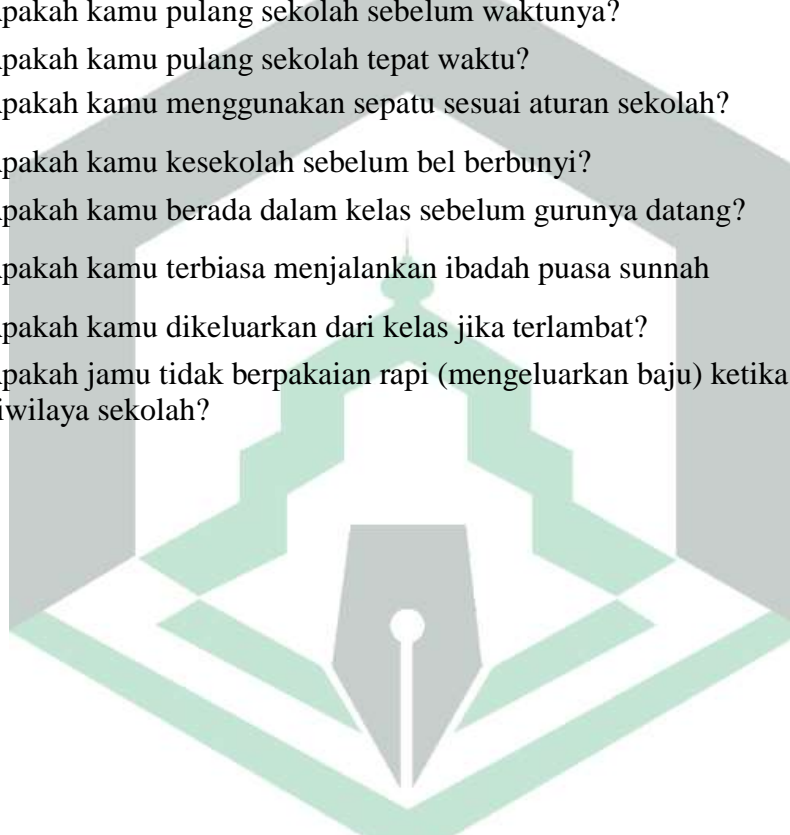 pakah kamu pulang sekolah sebelum waktunya?
pakah kamu pulang sekolah tepat waktu?
pakah kamu menggunakan sepatu sesuai aturan sekolah?
pakah kamu kesekolah sebelum bel berbunyi?
pakah kamu berada dalam kelas sebelum gurunya datang?
pakah kamu terbiasa menjalankan ibadah puasa sunnah
pakah kamu dikeluarkan dari kelas jika terlambat?
pakah jamu tidak berpakaian rapi (mengeluarkan baju) ketika
iwilaya sekolah?